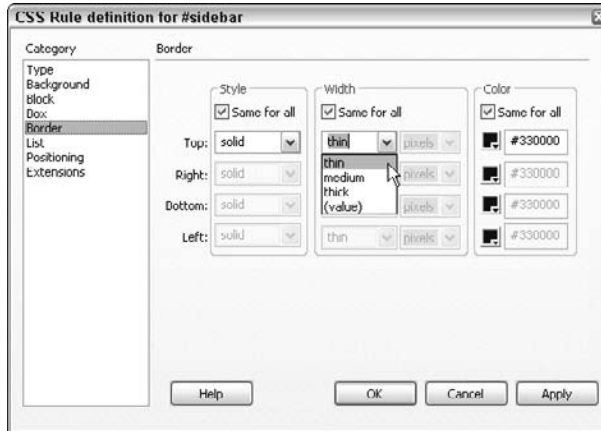 CSS Rule definition for #sidebar
Category
Border
Type
Background
Block
Box
Border
List
Positioning
Extensions
Style
Width
Color
Same for all
Same for all
Same for all
Top: solid thin pixels #330000
thin
medium
thick
(value)
Right: solid pixels #330000
Bottom: solid pixels #330000
Left: solid thin pixels #330000
Help
OK
Cancel
Apply